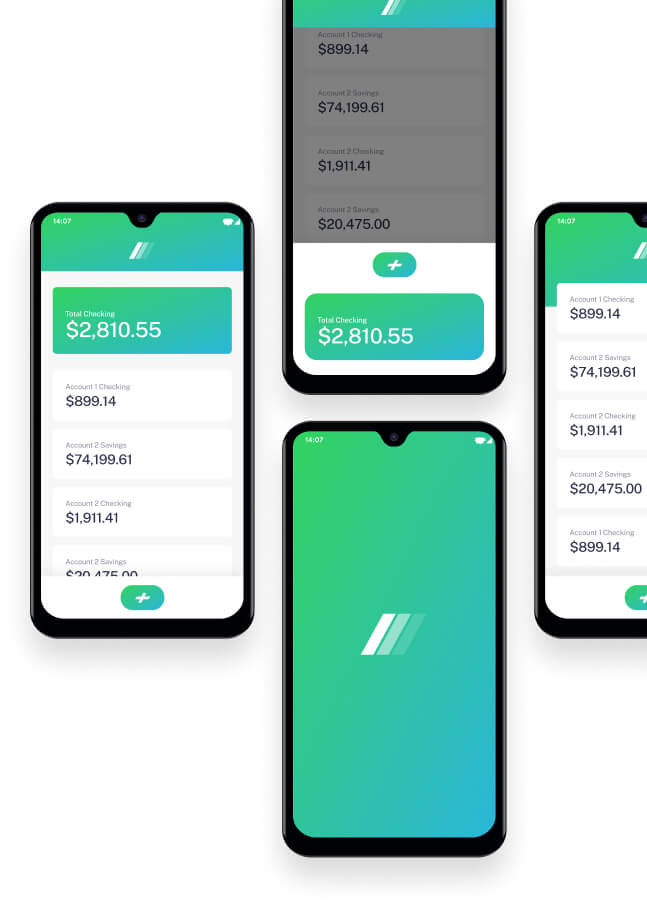 14:07
Total Checking
$2,810.55
Account 1 Checking
$899.14
Account 2 Savings
$74,199.61
Account 2 Checking
$1,911.41
Account 2 Savings
$20,475.00
Account 1 Checking
$899.14
Account 2 Savings
$74,199.61
Account 2 Checking
$1,911.41
Account 2 Savings
$20,475.00
Total Checking
$2,810.55
14:07
14:07
Account 1 Checking
$899.14
Account 2 Savings
$74,199.61
Account 2 Checking
$1,911.41
Account 2 Savings
$20,475.00
Account 1 Checking
$899.14